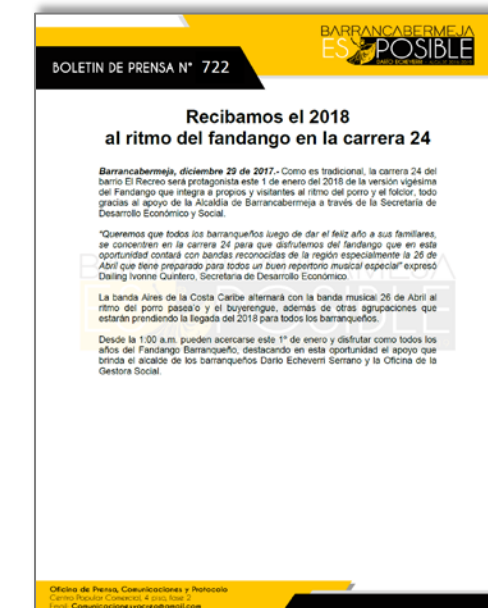 BARRANCABERMEJA
ES POSIBLE
BOLETIN DE PRENSA N° 722
Recibamos el 2018
al ritmo del fandango en la carrera 24
Barrancabermeja, diciembre 29 de 2017.- Como es tradicional, la carrera 24 del
barrio El Recreo será protagonista este 1 de enero del 2018 de la versión vigésima
del Fandango que integra a propios y visitantes al ritmo del porro y el folclor, todo
gracias al apoyo de la Alcaldía de Barrancabermeja a través de la Secretaría de
Desarrollo Económico y Social.
"Queremos que todos los barranqueños luego de dar el feliz año a sus familiares,
se concentren en la carrera 24 para que disfrutemos del fandango que en esta
oportunidad contará con bandas reconocidas de la región especialmente la 26 de
Abril que tiene preparado para todos un buen repertorio musical especial" expresó
Dailing Ivonne Quintero, Secretaria de Desarrollo Económico.
La banda Aires de la Costa Caribe alternará con la banda musical 26 de Abril al
ritmo del porro pasea'o y el buyerengue, además de otras agrupaciones que
estarán prendiendo la llegada del 2018 para todos los barranqueños.
Desde la 1:00 a.m. pueden acercarse este 1° de enero y disfrutar como todos los
años del Fandango Barranqueño, destacando en esta oportunidad el apoyo que
brinda el alcalde de los barranqueños Darío Echeverri Serrano y la Oficina de la
Gestora Social.
Oficina de Prensa, Comunicaciones y Protocolo
Centro Popular Comercial, 4 piso, fase 2